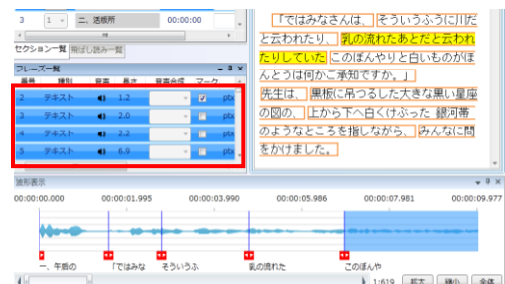 3 1 二、活版所 00:00:00
セクション一覧 飛ばし読み一覧
フレーズ一覧
番号 種別 音声 長さ 音声合成 マーク
2 テキスト 1.2 ptx
3 テキスト 2.0 ptx
4 テキスト 2.2 ptx
5 テキスト 6.9 ptx
「ではみなさんは、そういうふうに川だ
と云われたり、乳の流れたあとだと云われ
たりしていたこのぼんやりと白いものがほ
んとうは何かご承知ですか。」
先生は、黒板に吊つるした大きな黒い星座
の図の、上から下へ白くけぶった 銀河帯
のようなところを指しながら、みんなに問
をかけました。
波形表示
00:00:00.000 00:00:01.995 00:00:03.990 00:00:05.986 00:00:07.981 00:00:09.977
一、午后の 「ではみな そういうふ 乳の流れた このぼんや
1:619 拡大 縮小 全体